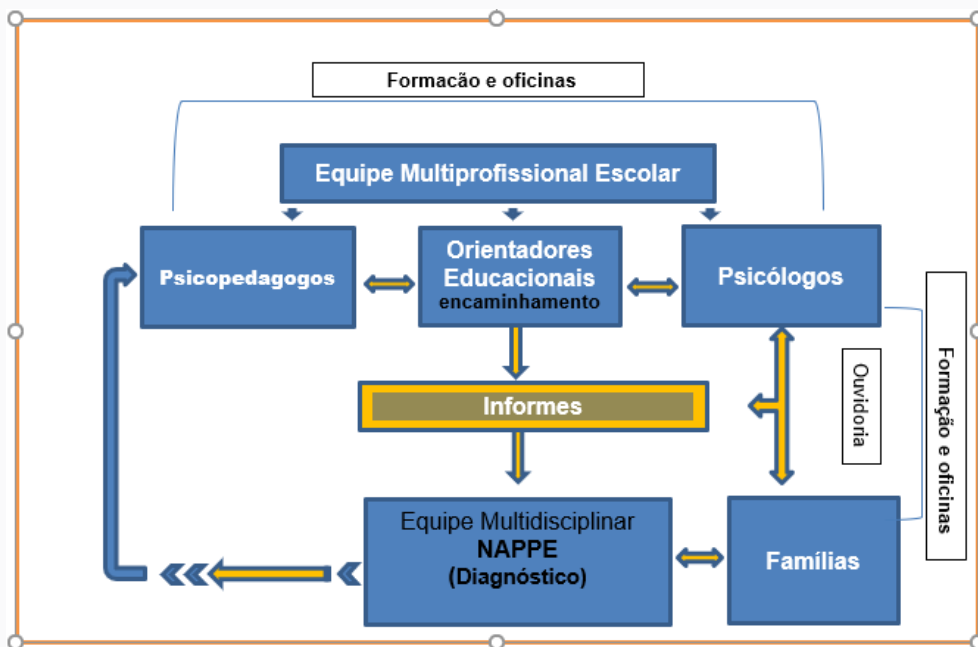 Formacão e oficinas
Equipe Multiprofissional Escolar
Psicopedagogos
Orientadores
Educacionais
encaminhamento
Psicólogos
Informes
Ouvidoria
Formação e oficinas
Equipe Multidisciplinar
NAPPE
(Diagnóstico)
Famílias